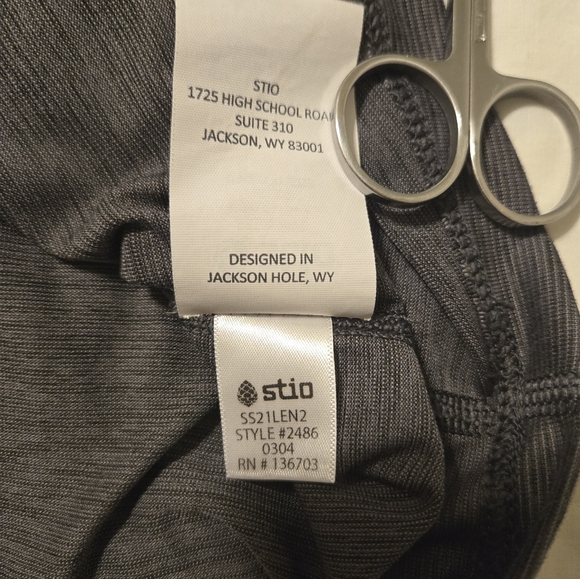 STIO
1725 HIGH SCHOOL ROA
SUITE 310
JACKSON, WY 83001
DESIGNED IN
JACKSON HOLE, WY
stio
SS21LEN2
STYLE #2486
0304
RN # 136703